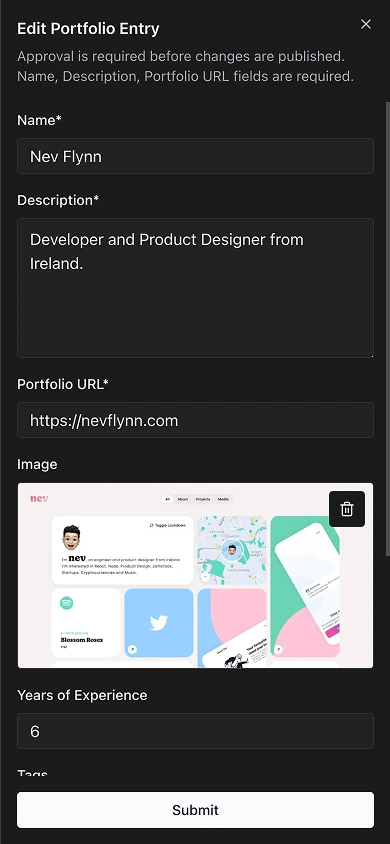 Edit Portfolio Entry
Approval is required before changes are published.
Name, Description, Portfolio URL fields are required.
Name*
Nev Flynn
Description*
Developer and Product Designer from
Ireland.
Portfolio URL*
https://nevflynn.com
Image
nev
All About Projects Media
Toggle Lockdown
I'm nev, an engineer and product designer from Ireland.
I'm interested in React, Node, Product Design, Jamstack,
Startups, Cryptocurrencies and Music.
Blossom Roses
Her
Years of Experience
6
Tags
Submit